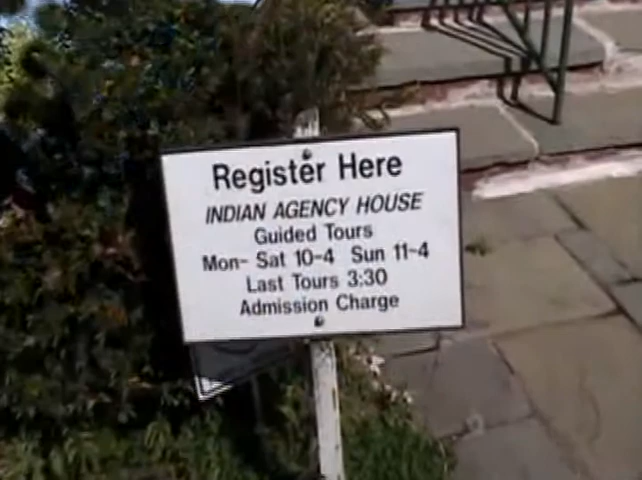 Register Here
INDIAN AGENCY HOUSE
Guided Tours
Mon- Sat 10-4 Sun 11-4
Last Tours 3:30
Admission Charge